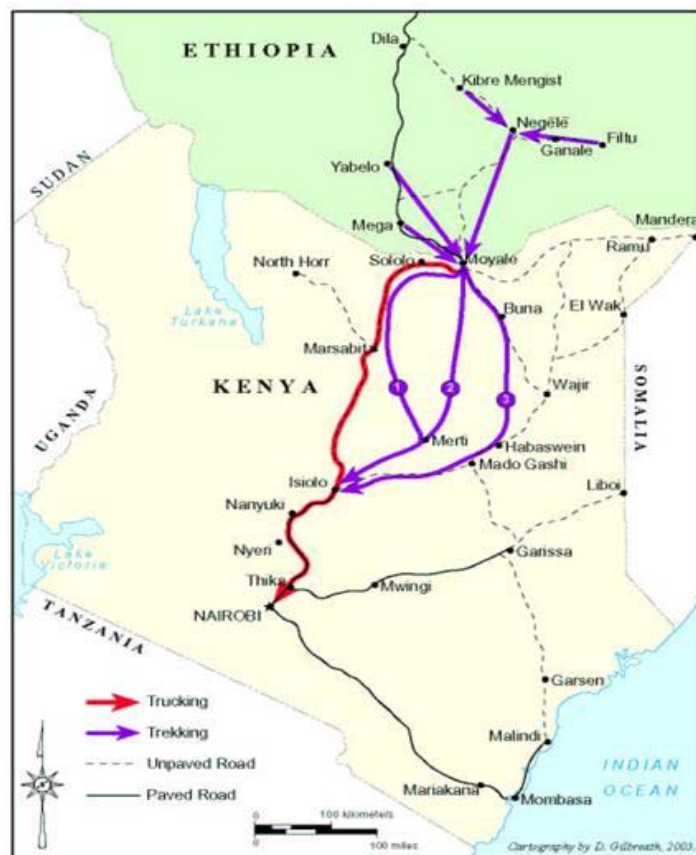 Dila
ETHIOPIA
Kibre Mengist
Negele
Ganale
Filtu
SUDAN
Yabelo
Mega
Mandera
Ramu
Sololo
Moyale
North Horr
Lake
Turkana
Buna
El Wak
Marsabit
KENYA
1
2
3
Wajir
SOMALIA
UGANDA
Merti
Habaswein
Isiolo
Mado Gashi
Liboi
Nanyuki
Lake
Victoria
Nyeri
Garissa
Thika
Mwingi
NAIROBI
TANZANIA
Garsen
Trucking
Trekking
Unpaved Road
Paved Road
Malindi
INDIAN
OCEAN
Mariakana
Mombasa
0 100 kilometers
0 100 miles
Cartography by D. Gilbreath, 2003.